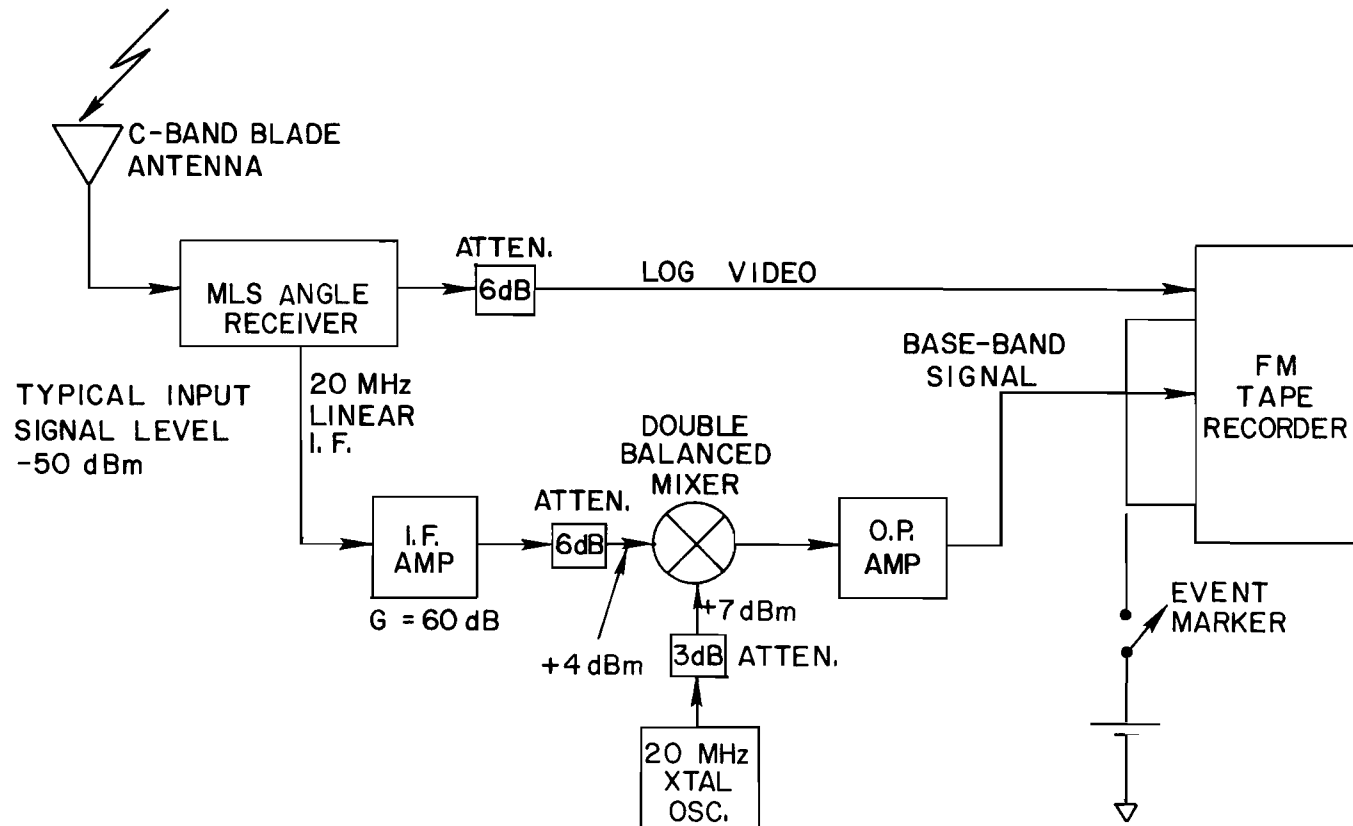 C-BAND BLADE
ANTENNA
MLS ANGLE
RECEIVER
ATTEN.
6dB
LOG VIDEO
TYPICAL INPUT
SIGNAL LEVEL
-50 dBm
20 MHz
LINEAR
I.F.
BASE-BAND
SIGNAL
FM
TAPE
RECORDER
DOUBLE
BALANCED
MIXER
I.F.
AMP
G = 60 dB
ATTEN.
6dB
+4 dBm
O.P.
AMP
+7 dBm
3dB ATTEN.
20 MHz
XTAL
OSC.
EVENT
MARKER